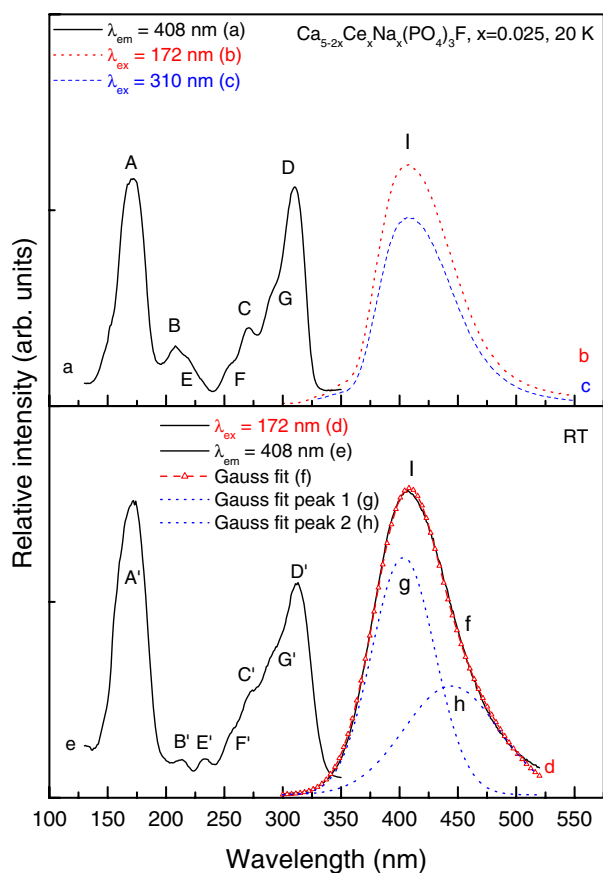 λem = 408 nm (a)
λex = 172 nm (b)
λex = 310 nm (c)
Ca5-2xCexNax(PO4)3F, x=0.025, 20 K
A
D
I
B
C
G
E
F
a
b
c
Relative intensity (arb. units)
λex = 172 nm (d)
λem = 408 nm (e)
Gauss fit (f)
Gauss fit peak 1 (g)
Gauss fit peak 2 (h)
RT
I
A'
D'
g
f
C'
G'
h
B'
E'
F'
e
d
100 150 200 250 300 350 400 450 500 550
Wavelength (nm)